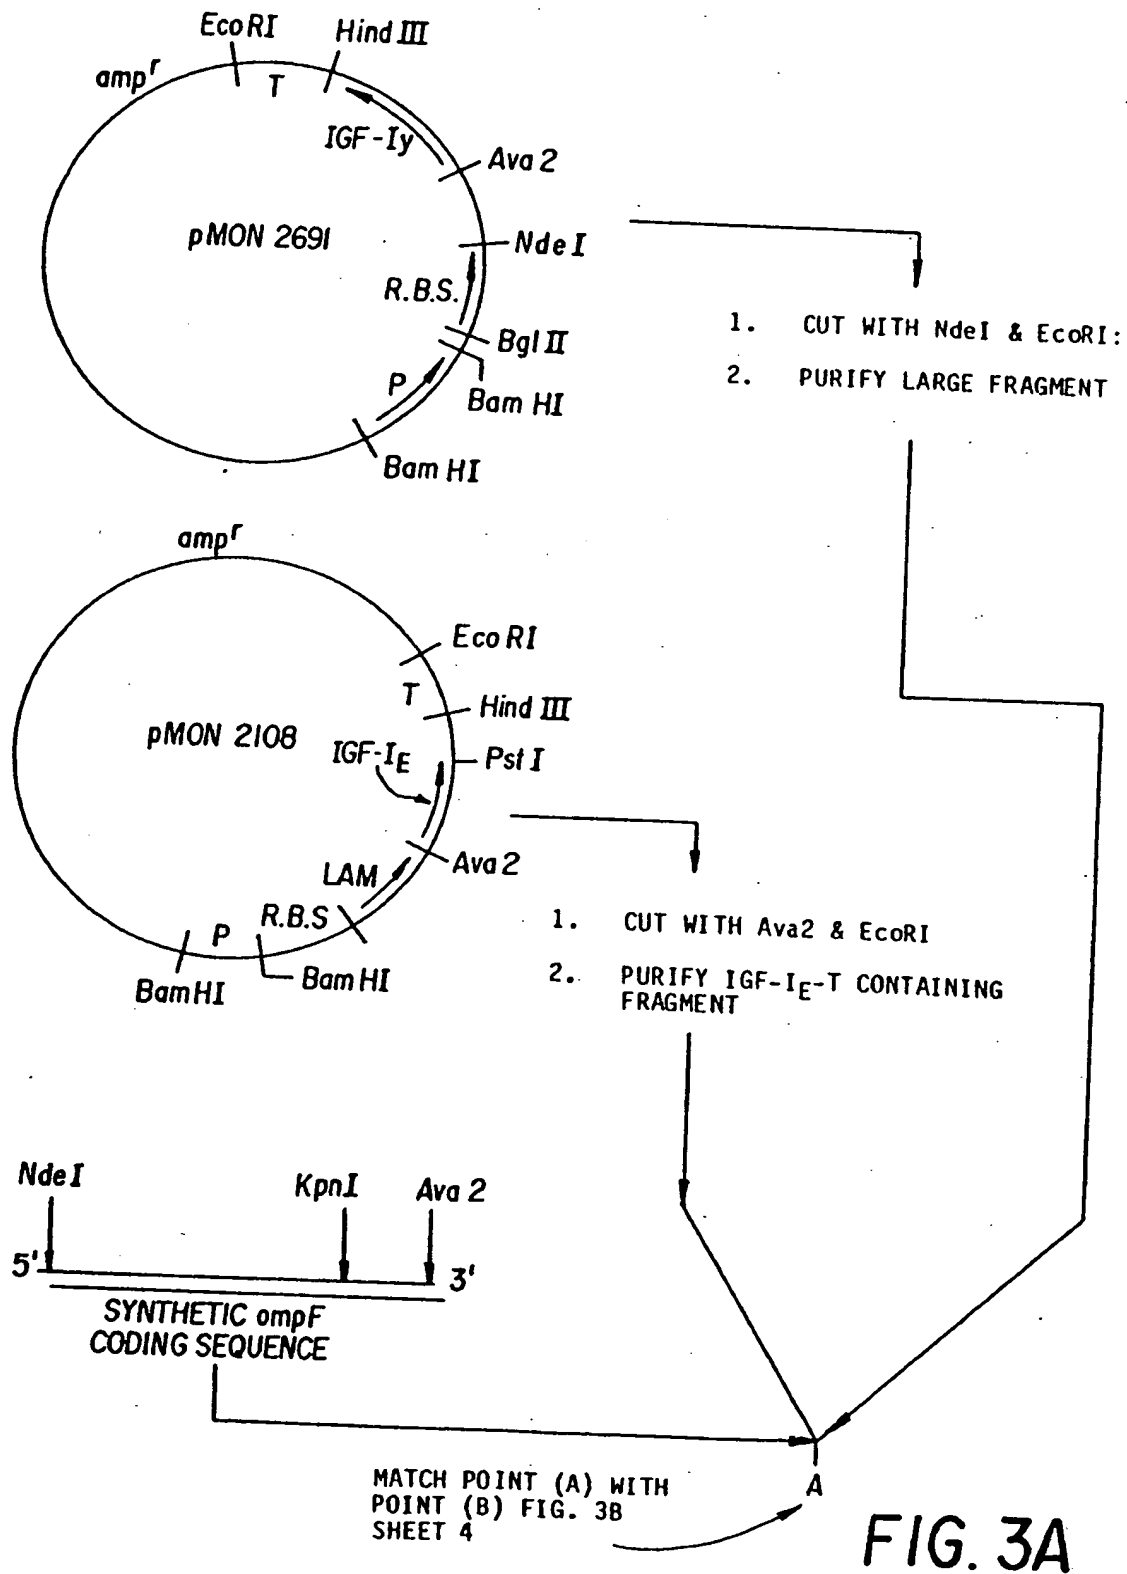 EcoRI
Hind III
amp^r
T
IGF-Iy
Ava 2
pMON 2691
Nde I
R.B.S.
Bgl II
P
Bam HI
Bam HI
1. CUT WITH NdeI & EcoRI:
2. PURIFY LARGE FRAGMENT
amp^r
Eco RI
T
Hind III
pMON 2108
IGF-I_E
Pst I
LAM
Ava 2
R.B.S
P
Bam HI
BamHI
1. CUT WITH Ava2 & EcoRI
2. PURIFY IGF-I_E-T CONTAINING
FRAGMENT
Nde I
KpnI
Ava 2
5'
3'
SYNTHETIC ompF
CODING SEQUENCE
MATCH POINT (A) WITH
POINT (B) FIG. 3B
SHEET 4
A
FIG. 3A